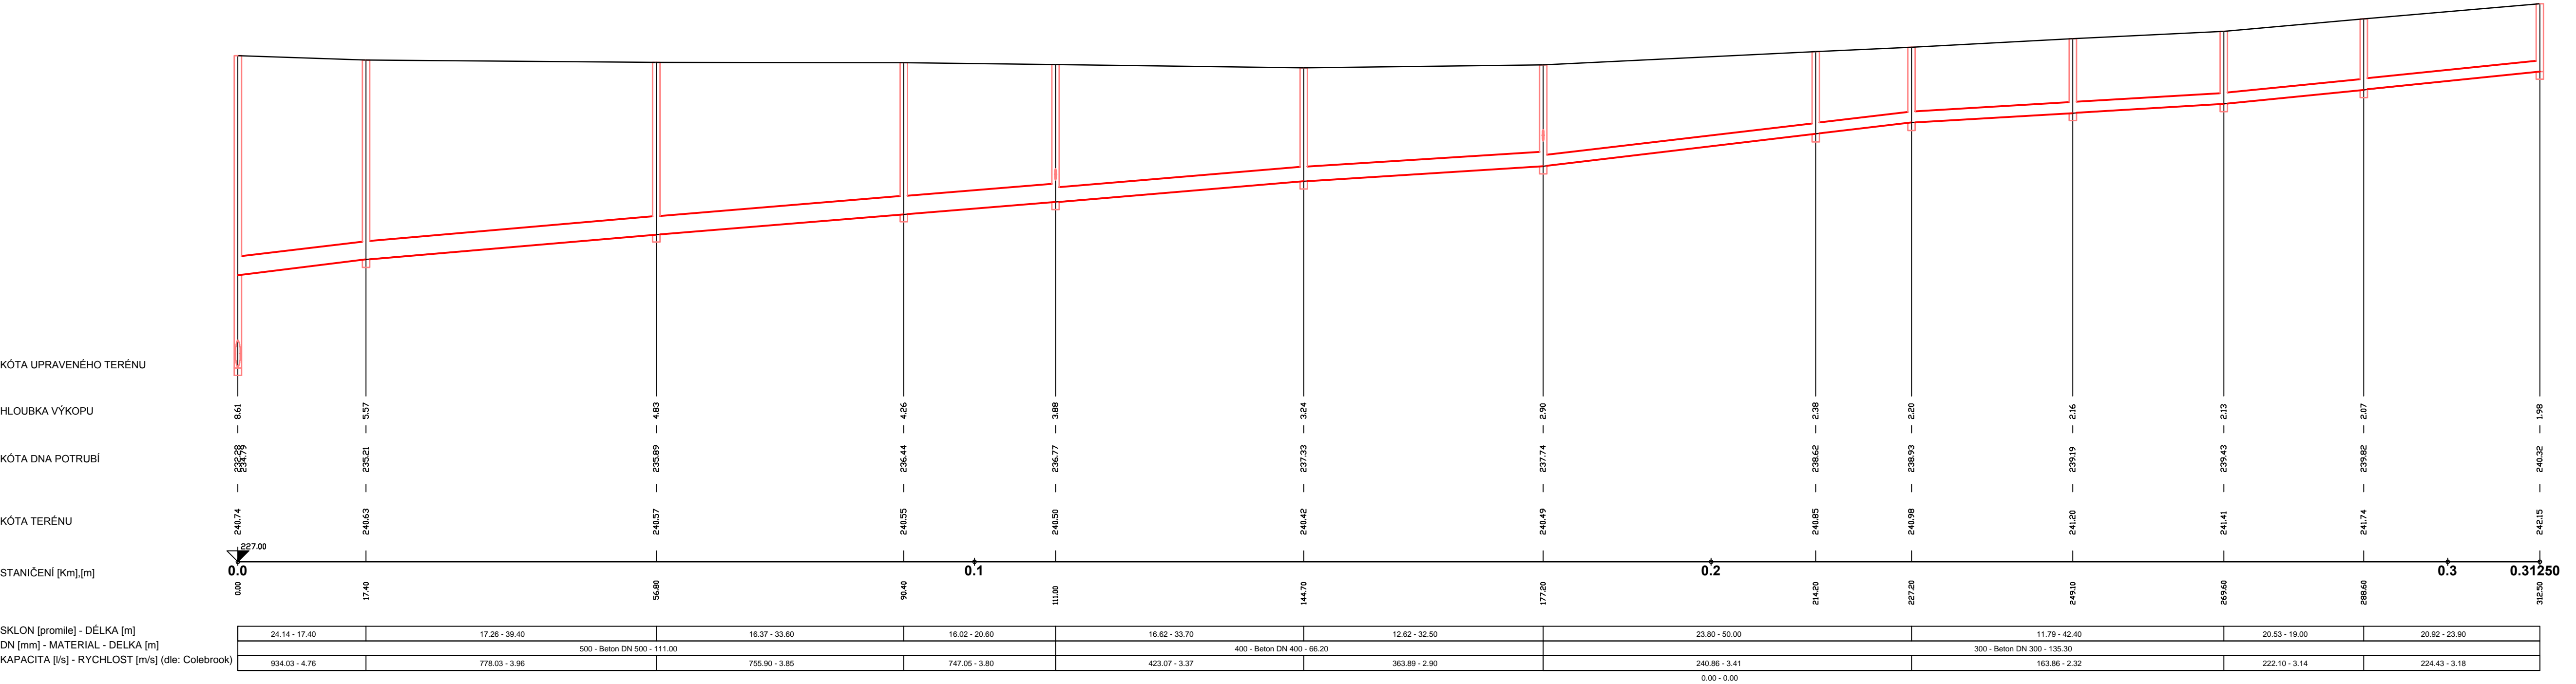 KÓTA UPRAVENÉHO TERÉNU
HLOUBKA VÝKOPU
8.61 5.57 4.83 4.26 3.88 3.24 2.90 2.38 2.20 2.16 2.13 2.07 1.98
KÓTA DNA POTRUBÍ
232.28 234.79 235.21 235.89 236.44 236.77 237.33 237.74 238.62 238.93 239.19 239.43 239.82 240.32
KÓTA TERÉNU
240.74 240.63 240.57 240.55 240.50 240.42 240.49 240.85 240.98 241.20 241.41 241.74 242.15
227.00
STANIČENÍ [Km],[m]
0.0 0.1 0.2 0.3 0.31250
0.00 17.40 56.80 90.40 111.00 144.70 177.20 214.20 227.20 249.10 269.60 288.60 312.50
SKLON [promile] - DÉLKA [m]
24.14 - 17.40 17.26 - 39.40 16.37 - 33.60 16.02 - 20.60 16.62 - 33.70 12.62 - 32.50 23.80 - 50.00 11.79 - 42.40 20.53 - 19.00 20.92 - 23.90
DN [mm] - MATERIAL - DELKA [m]
500 - Beton DN 500 - 111.00 400 - Beton DN 400 - 66.20 300 - Beton DN 300 - 135.30
KAPACITA [l/s] - RYCHLOST [m/s] (dle: Colebrook)
934.03 - 4.76 778.03 - 3.96 755.90 - 3.85 747.05 - 3.80 423.07 - 3.37 363.89 - 2.90 240.86 - 3.41 163.86 - 2.32 222.10 - 3.14 224.43 - 3.18
0.00 - 0.00